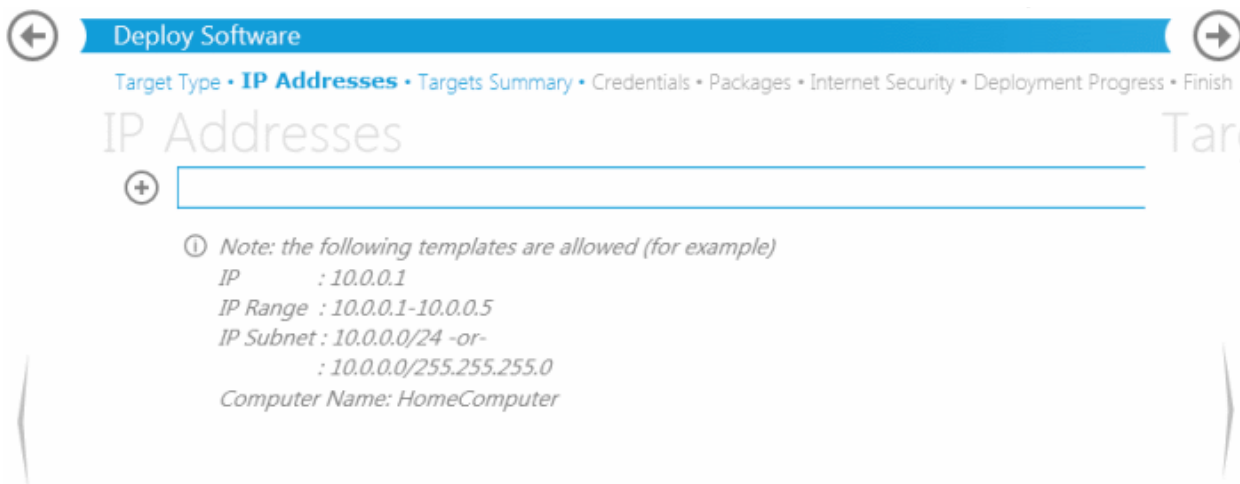 Deploy Software
Target Type • IP Addresses • Targets Summary • Credentials • Packages • Internet Security • Deployment Progress • Finish
IP Addresses
Tar
Note: the following templates are allowed (for example)
IP : 10.0.0.1
IP Range : 10.0.0.1-10.0.0.5
IP Subnet : 10.0.0.0/24 -or-
: 10.0.0.0/255.255.255.0
Computer Name: HomeComputer